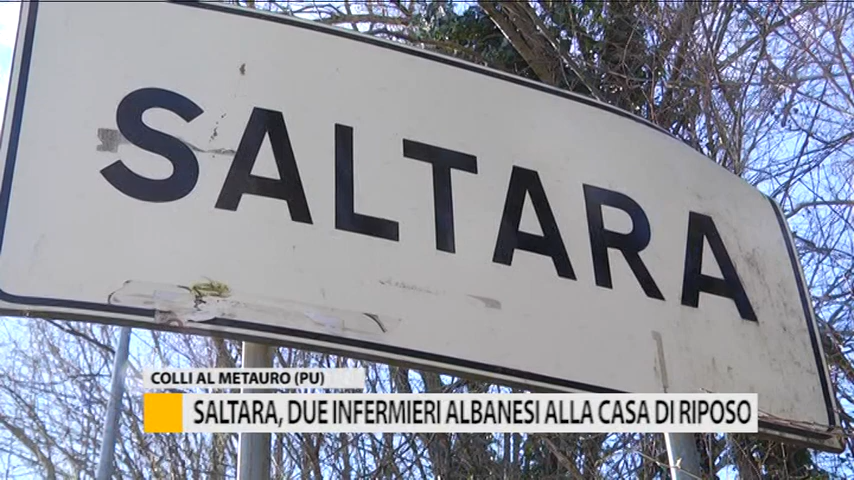 SALTARA
COLLI AL METAURO (PU)
SALTARA, DUE INFERMIERI ALBANESI ALLA CASA DI RIPOSO